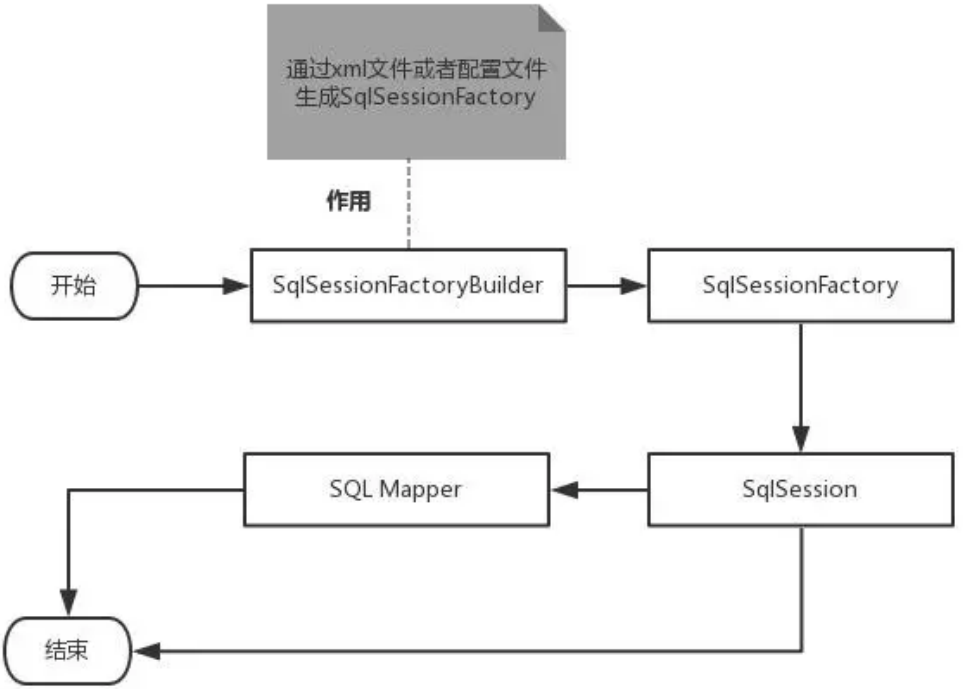 通过xml文件或者配置文件
生成SqlSessionFactory
作用
开始
SqlSessionFactoryBuilder
SqlSessionFactory
SQL Mapper
SqlSession
结束